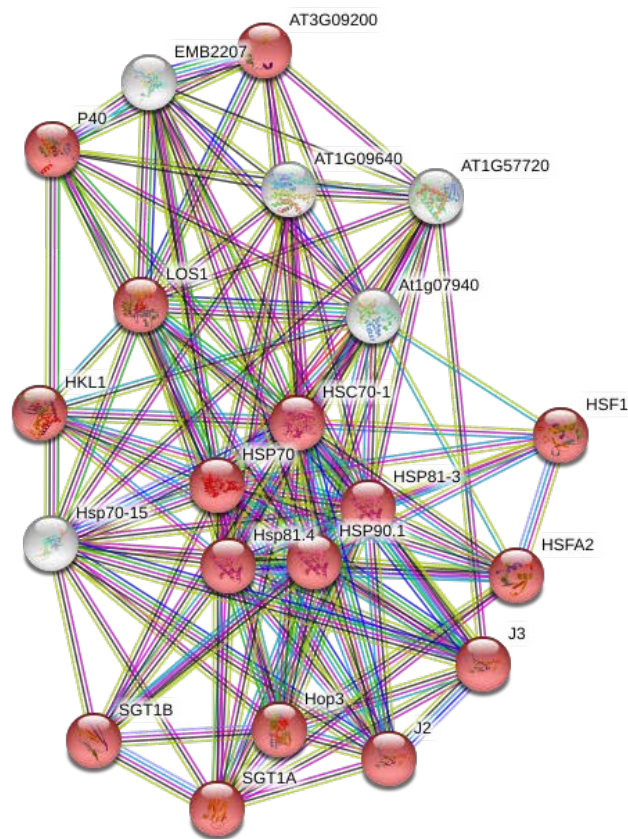 AT3G09200
EMB2207
P40
AT1G09640
AT1G57720
LOS1
At1g07940
HKL1
HSC70-1
HSF1
HSP70
HSP81-3
Hsp70-15
Hsp81.4
HSP90.1
HSFA2
J3
Hop3
SGT1B
J2
SGT1A